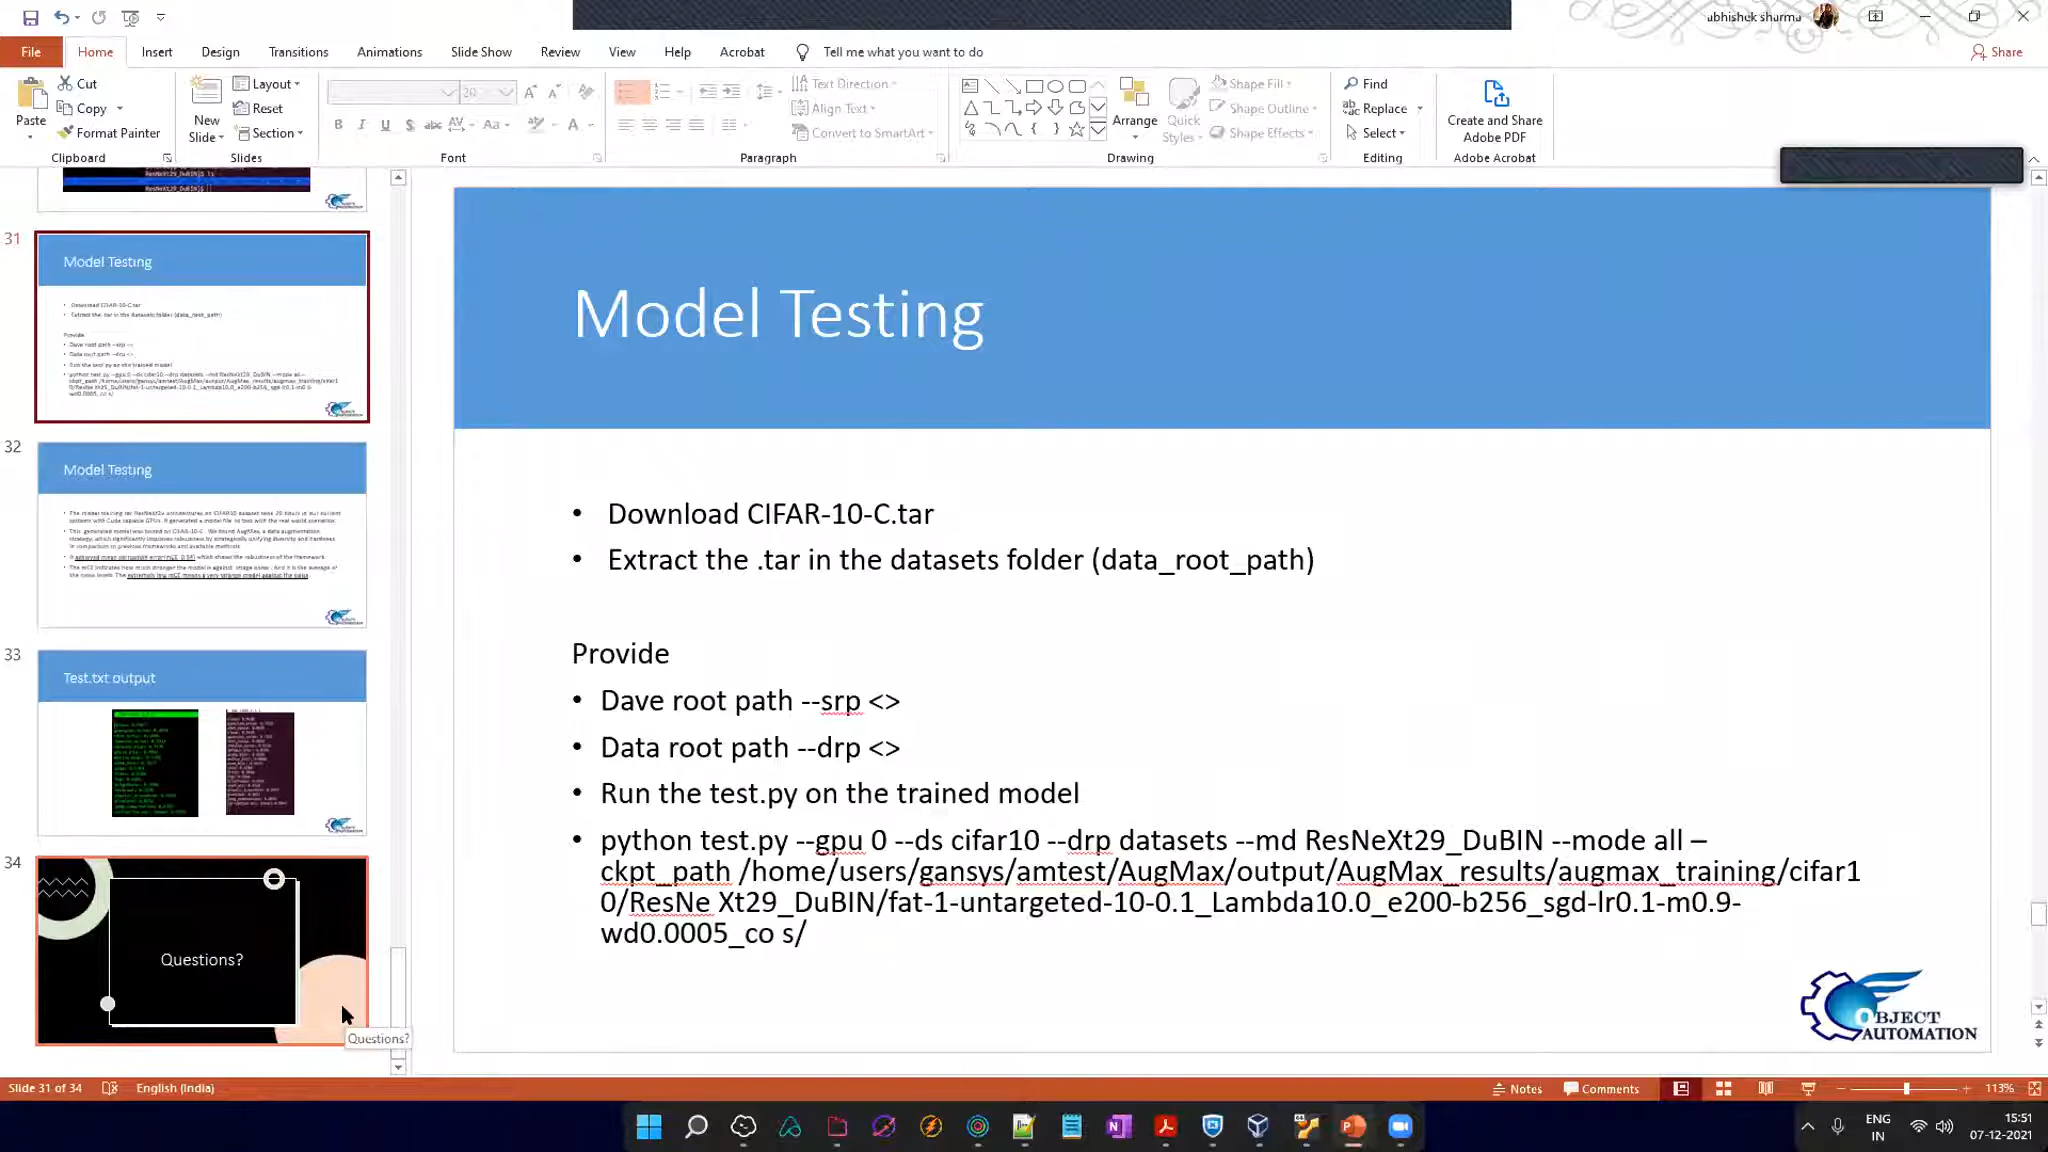 abhishek sharma
File
Home
Insert
Design
Transitions
Animations
Slide Show
Review
View
Help
Acrobat
Tell me what you want to do
Share
Paste
Cut
Copy
Format Painter
Clipboard
New
Slide
Layout
Reset
Section
Slides
20
Font
Text Direction
Align Text
Convert to SmartArt
Paragraph
Arrange
Quick
Styles
Shape Fill
Shape Outline
Shape Effects
Drawing
Find
Replace
Select
Editing
Create and Share
Adobe PDF
Adobe Acrobat
31
Model Testing
32
Model Testing
33
Test.txt output
34
Questions?
Questions?
Model Testing
• Download CIFAR-10-C.tar
• Extract the .tar in the datasets folder (data_root_path)
Provide
• Dave root path --srp <>
• Data root path --drp <>
• Run the test.py on the trained model
• python test.py --gpu 0 --ds cifar10 --drp datasets --md ResNeXt29_DuBIN --mode all –
ckpt_path /home/users/gansys/amtest/AugMax/output/AugMax_results/augmax_training/cifar1
0/ResNe Xt29_DuBIN/fat-1-untargeted-10-0.1_Lambda10.0_e200-b256_sgd-lr0.1-m0.9-
wd0.0005_co s/
OBJECT
AUTOMATION
Slide 31 of 34
English (India)
Notes
Comments
113%
ENG
IN
15:51
07-12-2021